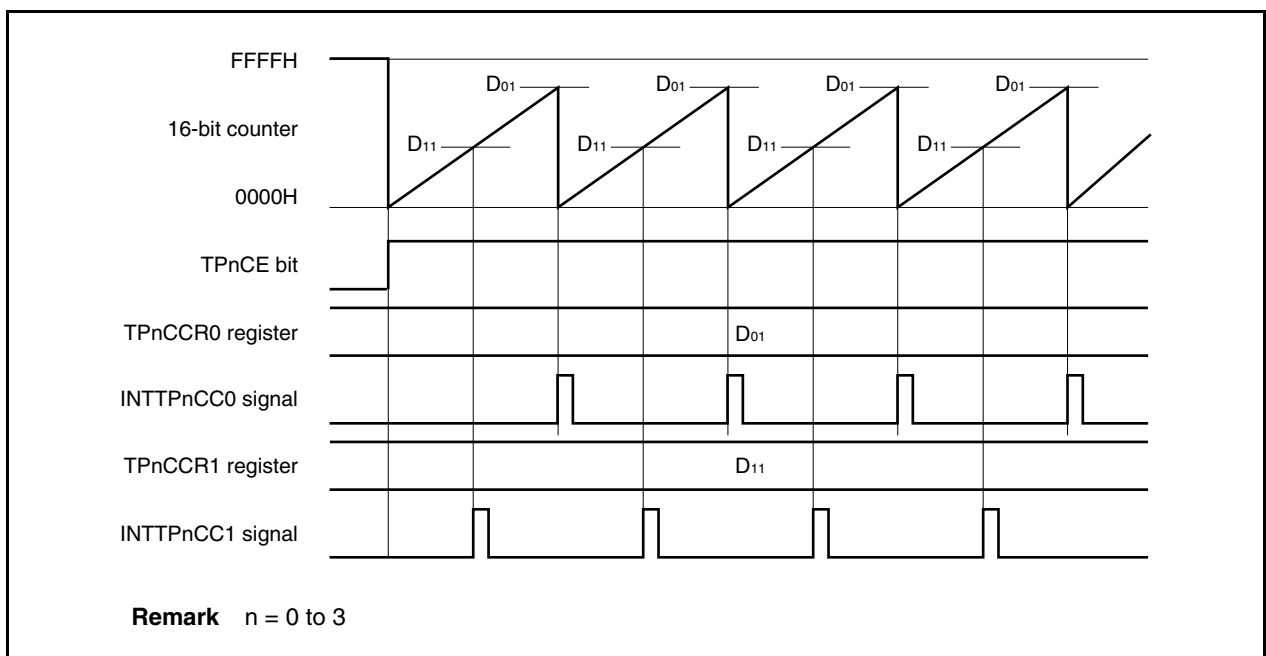 FFFFH
D01 D01 D01 D01
16-bit counter
D11 D11 D11 D11
0000H
TPnCE bit
TPnCCR0 register D01
INTTPnCC0 signal
TPnCCR1 register D11
INTTPnCC1 signal
Remark n = 0 to 3